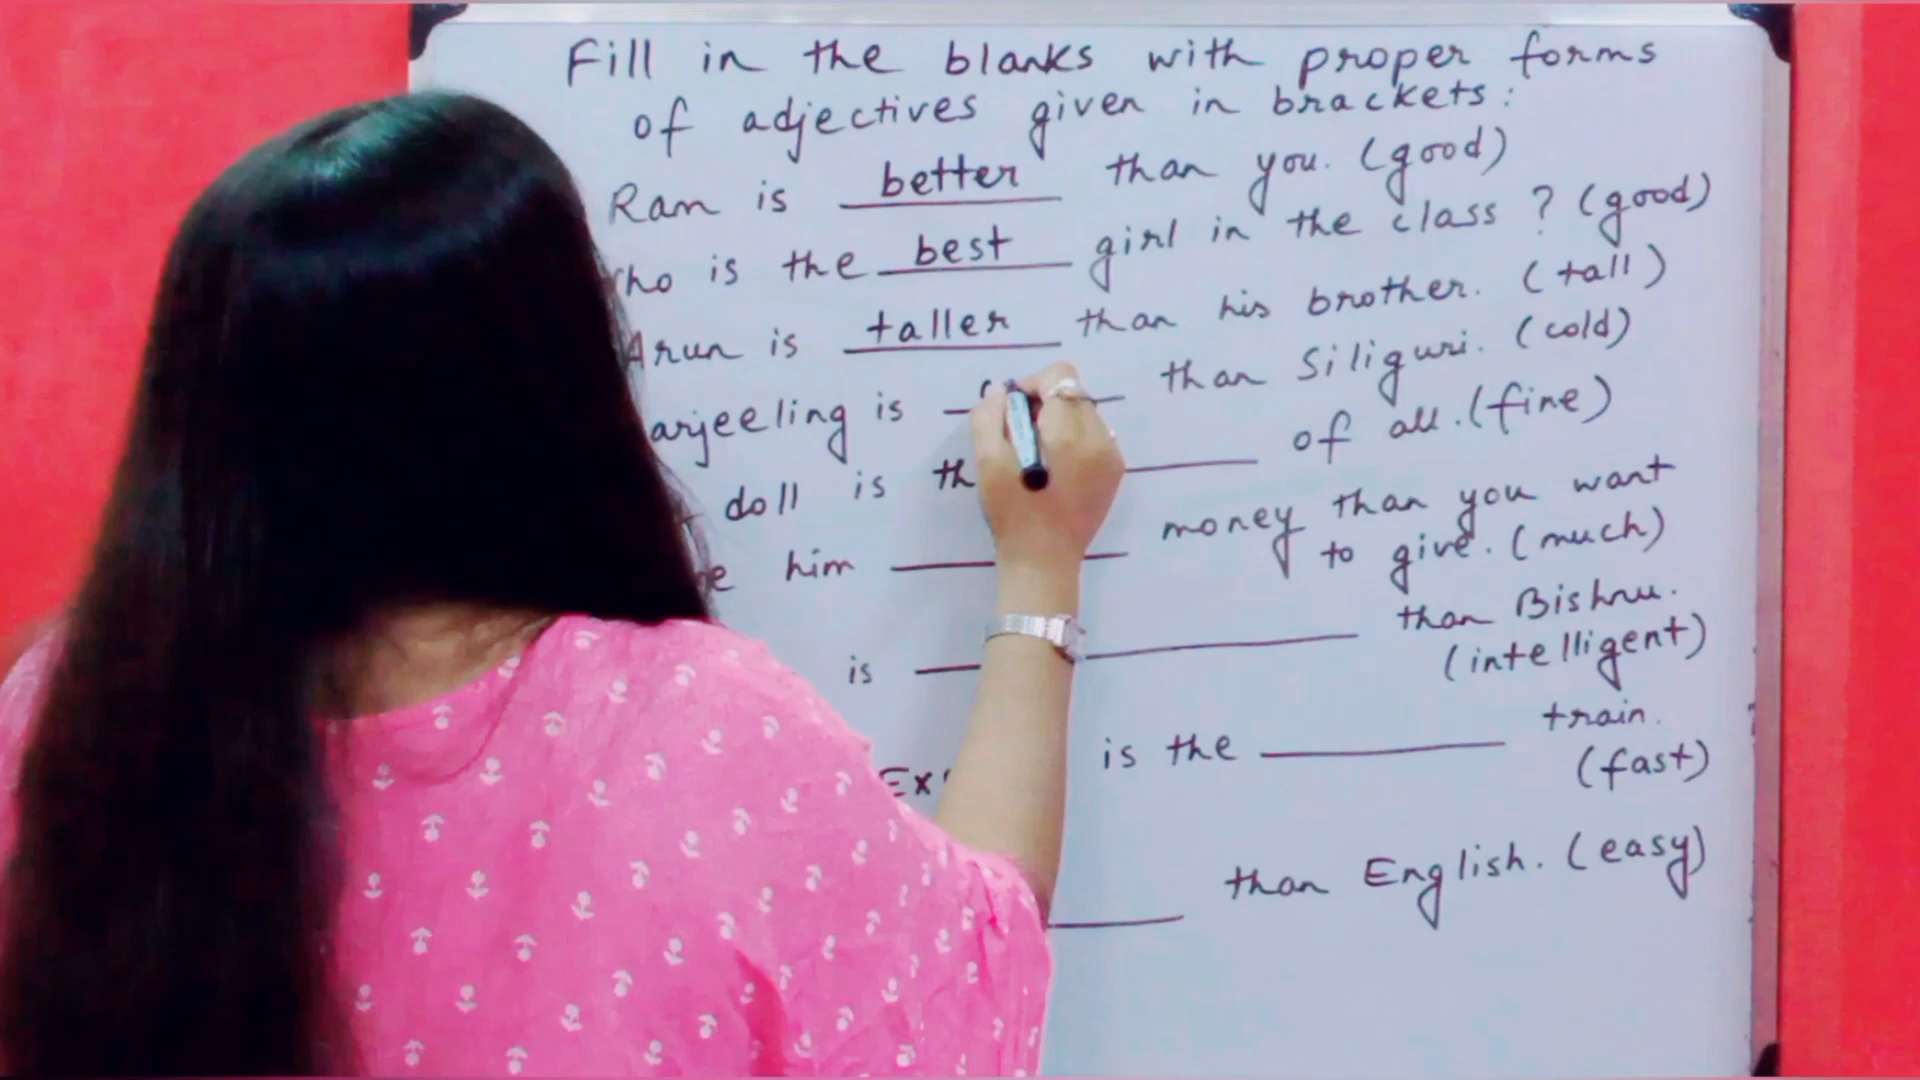 Fill in the blanks with proper forms
of adjectives given in brackets:
Ram is better than you. (good)
ho is the best girl in the class ? (good)
Arun is taller than his brother. (tall)
arjeeling is than Siliguri. (cold)
doll is th of all. (fine)
him money than you want
to give. (much)
is than Bishnu.
(intelligent)
Ex is the train.
(fast)
than English. (easy)